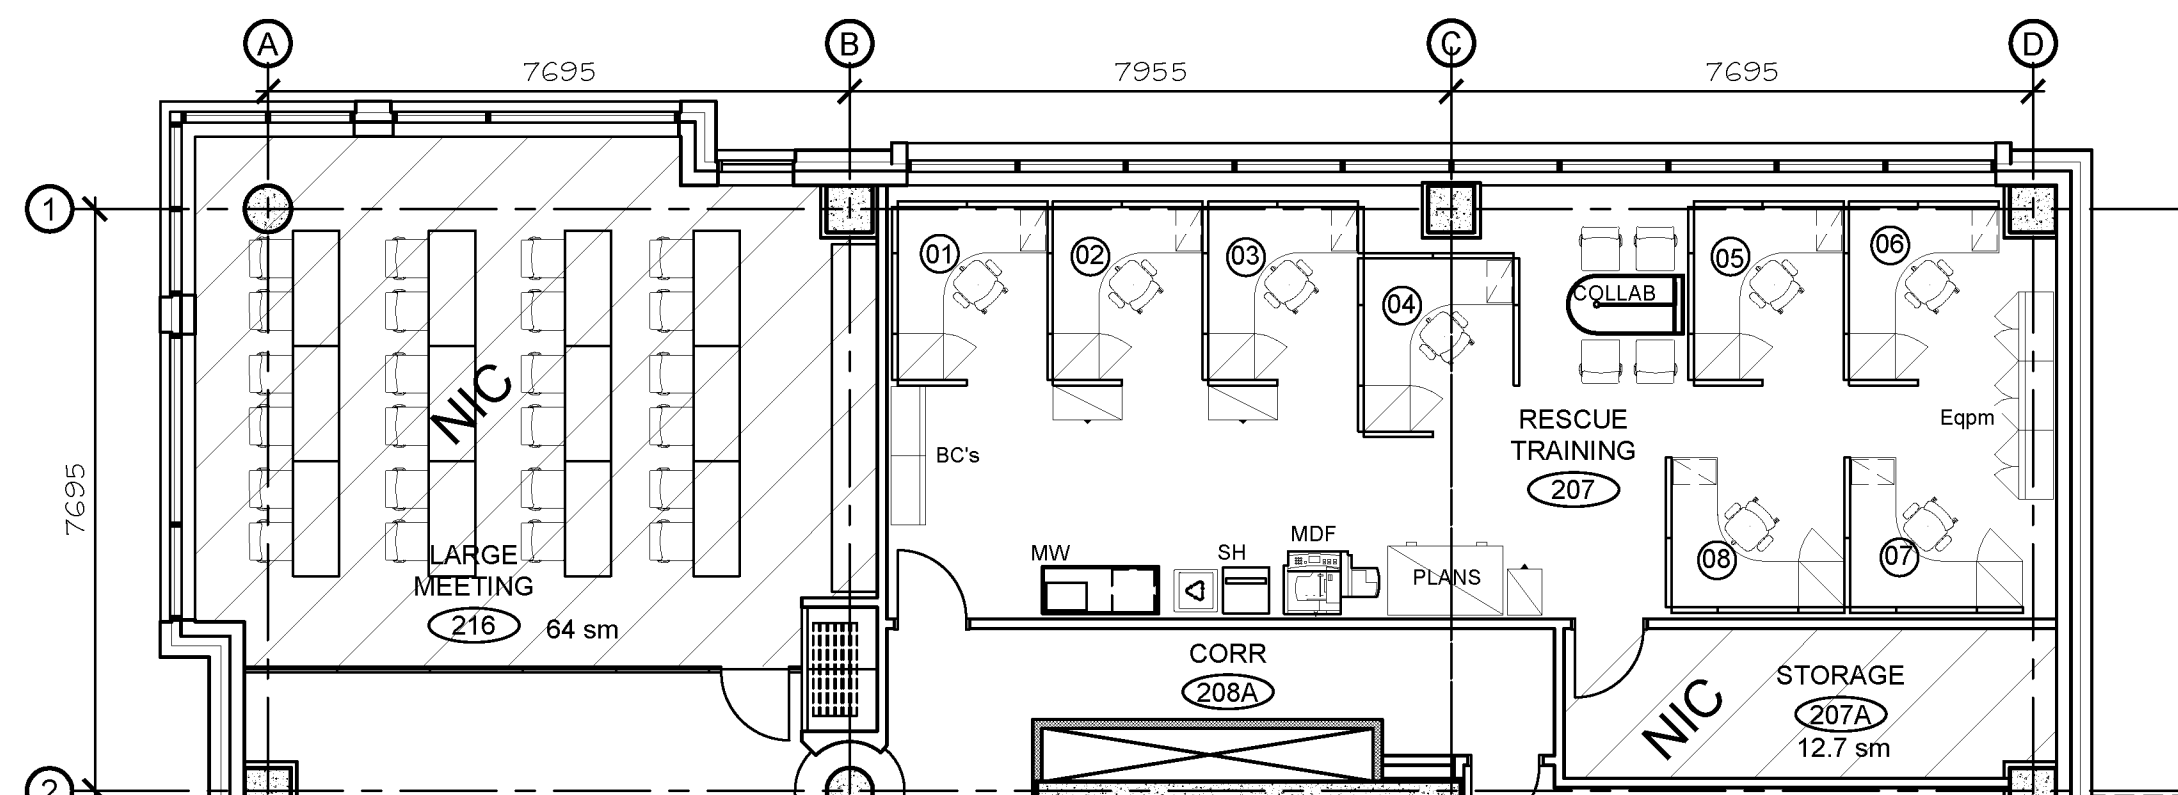 A B C D
7695 7955 7695
1
01 02 03 04 05 06
COLLAB
NIC
RESCUE
TRAINING
207
Eqpm
BC's
7695
LARGE
MEETING
216 64 sm
MW SH MDF PLANS
08 07
CORR
208A
NIC
STORAGE
207A
12.7 sm
2